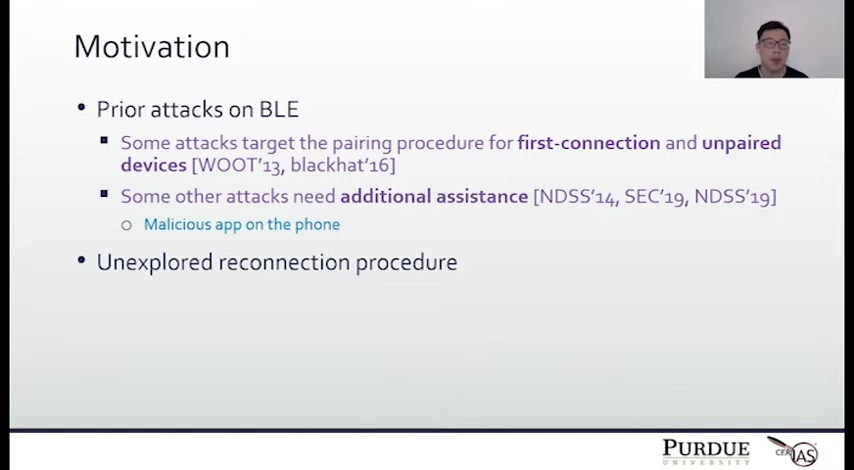 Motivation
• Prior attacks on BLE
▪ Some attacks target the pairing procedure for first-connection and unpaired
devices [WOOT'13, blackhat'16]
▪ Some other attacks need additional assistance [NDSS'14, SEC'19, NDSS'19]
○ Malicious app on the phone
• Unexplored reconnection procedure
PURDUE
UNIVERSITY
CERIAS